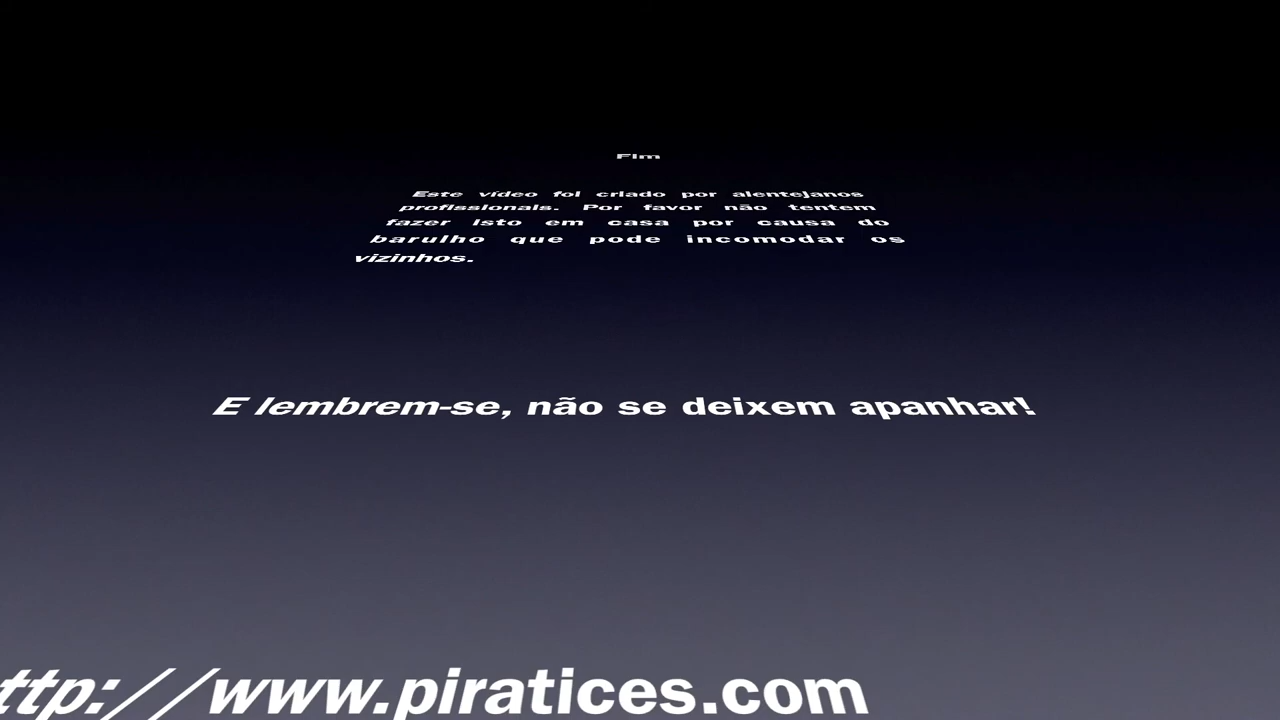 Fim
Este vídeo foi criado por alentejanos
profissionais. Por favor não tentem
fazer isto em casa por causa do
barulho que pode incomodar os
vizinhos.
E lembrem-se, não se deixem apanhar!
ttp://www.piratices.com